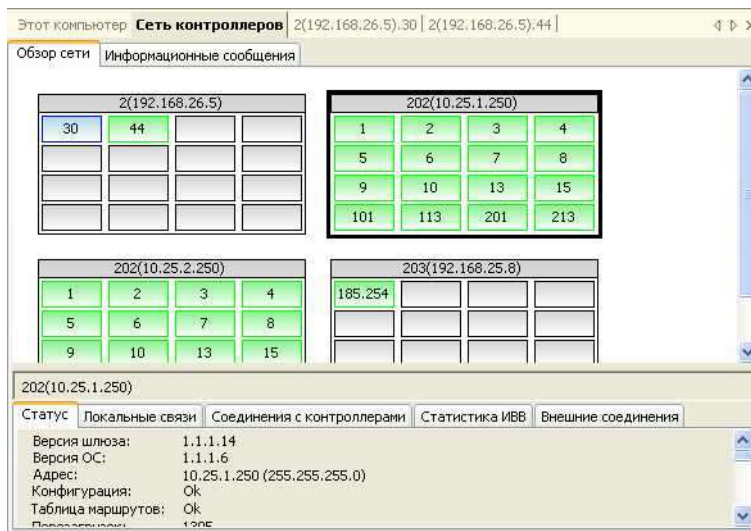 Этот компьютер Сеть контроллеров 2(192.168.26.5).30 2(192.168.26.5).44
Обзор сети Информационные сообщения
2(192.168.26.5) 202(10.25.1.250)
30 44 1 2 3 4
5 6 7 8
9 10 13 15
101 113 201 213
202(10.25.2.250) 203(192.168.25.8)
1 2 3 4 185.254
5 6 7 8
9 10 13 15
202(10.25.1.250)
Статус Локальные связи Соединения с контроллерами Статистика ИВВ Внешние соединения
Версия шлюза: 1.1.1.14
Версия ОС: 1.1.1.6
Адрес: 10.25.1.250 (255.255.255.0)
Конфигурация: Ok
Таблица маршрутов: Ok
Перезагрузок: 1305